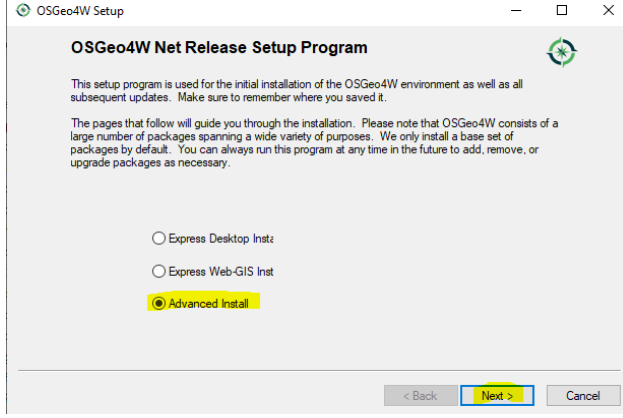 OSGeo4W Setup
OSGeo4W Net Release Setup Program
This setup program is used for the initial installation of the OSGeo4W environment as well as all
subsequent updates. Make sure to remember where you saved it.
The pages that follow will guide you through the installation. Please note that OSGeo4W consists of a
large number of packages spanning a wide variety of purposes. We only install a base set of
packages by default. You can always run this program at any time in the future to add, remove, or
upgrade packages as necessary.
Express Desktop Insta
Express Web-GIS Inst
Advanced Install
< Back Next > Cancel